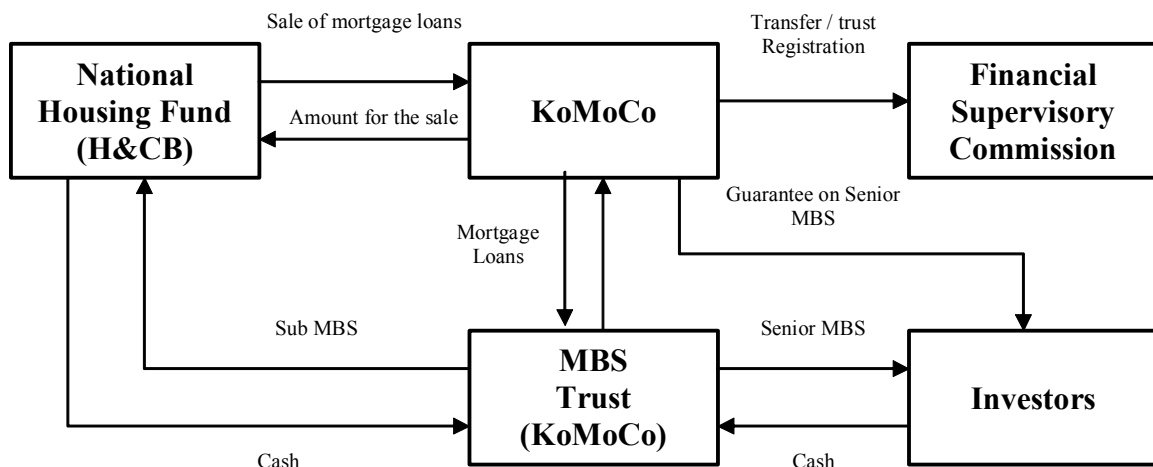 Sale of mortgage loans
Transfer / trust
Registration
National
Housing Fund
(H&CB)
Amount for the sale
KoMoCo
Financial
Supervisory
Commission
Guarantee on Senior
MBS
Mortgage
Loans
Sub MBS
Senior MBS
MBS
Trust
(KoMoCo)
Investors
Cash
Cash